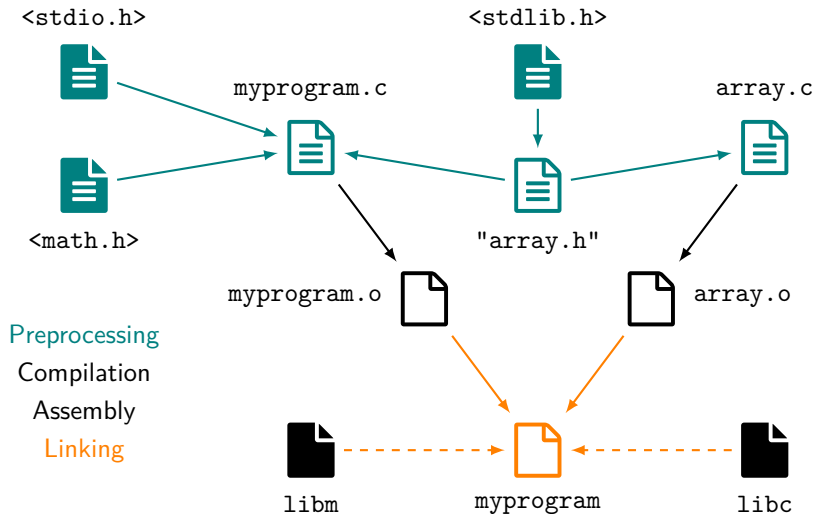 <stdio.h>
<stdlib.h>
myprogram.c
array.c
<math.h>
"array.h"
myprogram.o
array.o
Preprocessing
Compilation
Assembly
Linking
libm
myprogram
libc